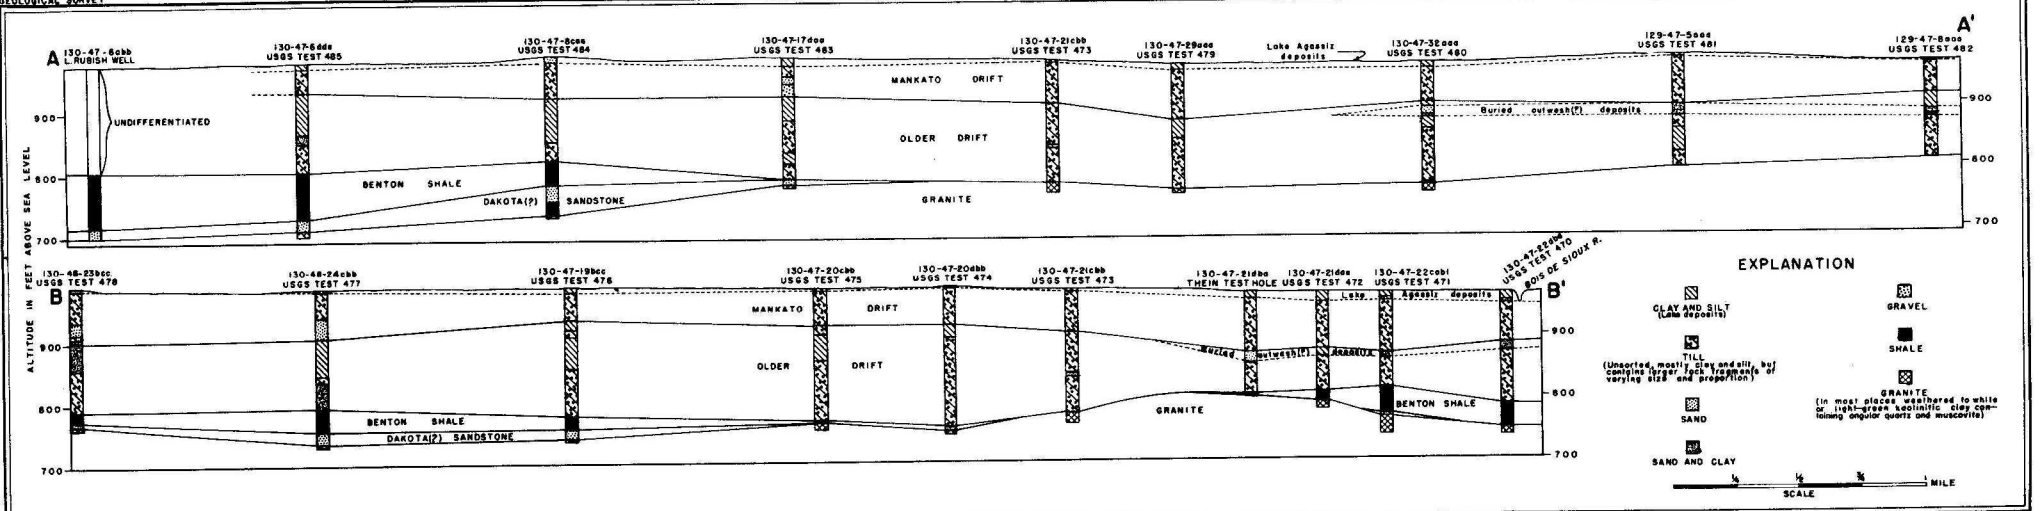 GEOLOGICAL SURVEY
A
A'
130-47-6abb
L. RUBISH WELL
130-47-6dda
USGS TEST 485
130-47-8caa
USGS TEST 484
130-47-17daa
USGS TEST 483
130-47-21cbb
USGS TEST 473
130-47-29aaa
USGS TEST 479
Lake Agassiz
deposits
130-47-32aaa
USGS TEST 480
129-47-5aaa
USGS TEST 481
129-47-8aaa
USGS TEST 482
MANKATO DRIFT
900
UNDIFFERENTIATED
Buried outwash(?) deposits
900
OLDER DRIFT
800
BENTON SHALE
800
DAKOTA(?) SANDSTONE
GRANITE
700
700
ALTITUDE IN FEET ABOVE SEA LEVEL
B
B'
130-48-23bcc
USGS TEST 478
130-48-24cbb
USGS TEST 477
130-47-19bcc
USGS TEST 476
130-47-20cbb
USGS TEST 475
130-47-20dbb
USGS TEST 474
130-47-21cbb
USGS TEST 473
130-47-21dba
THEIN TEST HOLE
130-47-21daa
USGS TEST 472
130-47-22cab1
USGS TEST 471
130-47-22dbd
USGS TEST 470
BOIS DE SIOUX R.
Lake Agassiz deposits
MANKATO DRIFT
900
900
Buried outwash(?) deposits
OLDER DRIFT
800
800
BENTON SHALE
GRANITE
BENTON SHALE
DAKOTA(?) SANDSTONE
700
700
EXPLANATION
CLAY AND SILT
(Lake deposits)
TILL
(Unsorted, mostly clay and silt, but
contains larger rock fragments of
varying size and proportion)
SAND
SAND AND CLAY
GRAVEL
SHALE
GRANITE
(In most places weathered to white
or light-green kaolinitic clay con-
taining angular quartz and muscovite)
1/4 1/2 3/4 1 MILE
SCALE